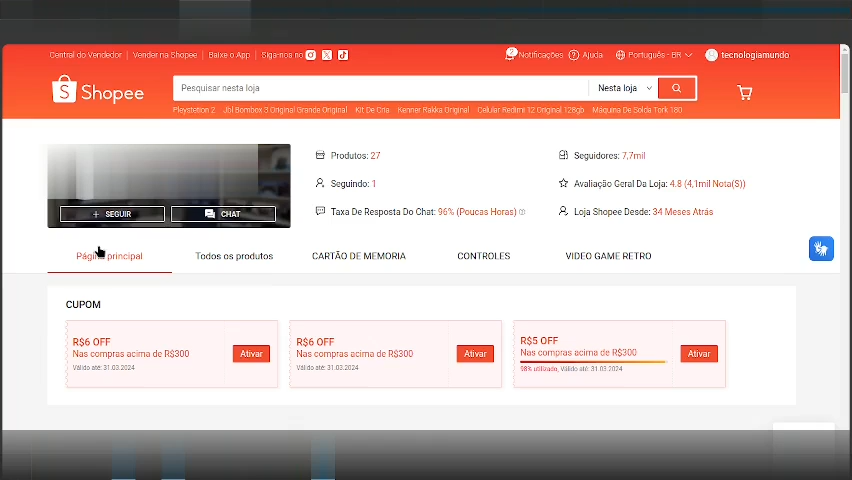 Central do Vendedor | Vender na Shopee | Baixe o App | Siga-nos no
2 Notificações Ajuda Português - BR tecnologiamundo
Shopee
Pesquisar nesta loja
Nesta loja
Playstation 2 Jbl Bombox 3 Original Grande Original Kit De Cria Kenner Rakka Original Celular Redimi 12 Original 128gb Máquina De Solda Tork 180
+ SEGUIR
CHAT
Produtos: 27
Seguidores: 7,7mil
Seguindo: 1
Avaliação Geral Da Loja: 4.8 (4,1mil Nota(S))
Taxa De Resposta Do Chat: 96% (Poucas Horas)
Loja Shopee Desde: 34 Meses Atrás
Página principal
Todos os produtos
CARTÃO DE MEMORIA
CONTROLES
VIDEO GAME RETRO
CUPOM
R$6 OFF
Nas compras acima de R$300
Válido até: 31.03.2024
Ativar
R$6 OFF
Nas compras acima de R$300
Válido até: 31.03.2024
Ativar
R$5 OFF
Nas compras acima de R$300
98% utilizado, Válido até: 31.03.2024
Ativar